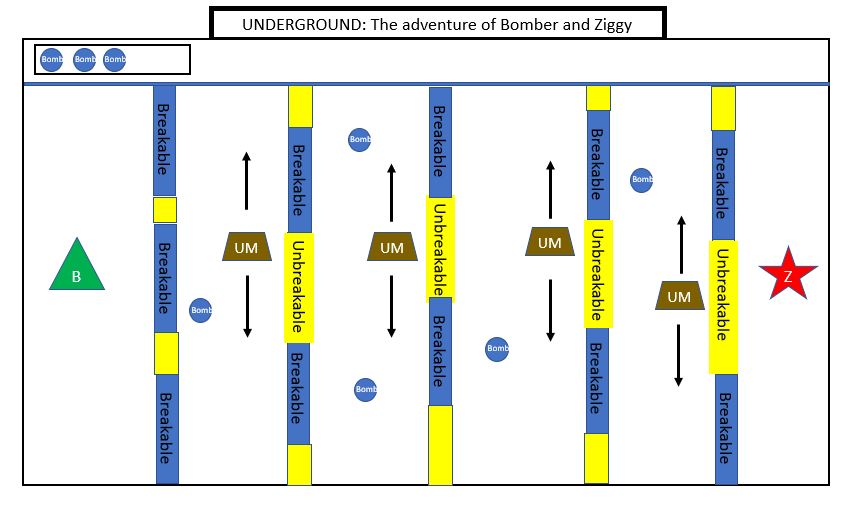 UNDERGROUND: The adventure of Bomber and Ziggy
Bomb Bomb Bomb
Breakable
Breakable
Breakable
Breakable
Unbreakable
Breakable
Breakable
Unbreakable
Breakable
Breakable
Unbreakable
Breakable
Breakable
Unbreakable
Breakable
Bomb
Bomb
UM
UM
UM
UM
B
Z
Bomb
Bomb
Bomb